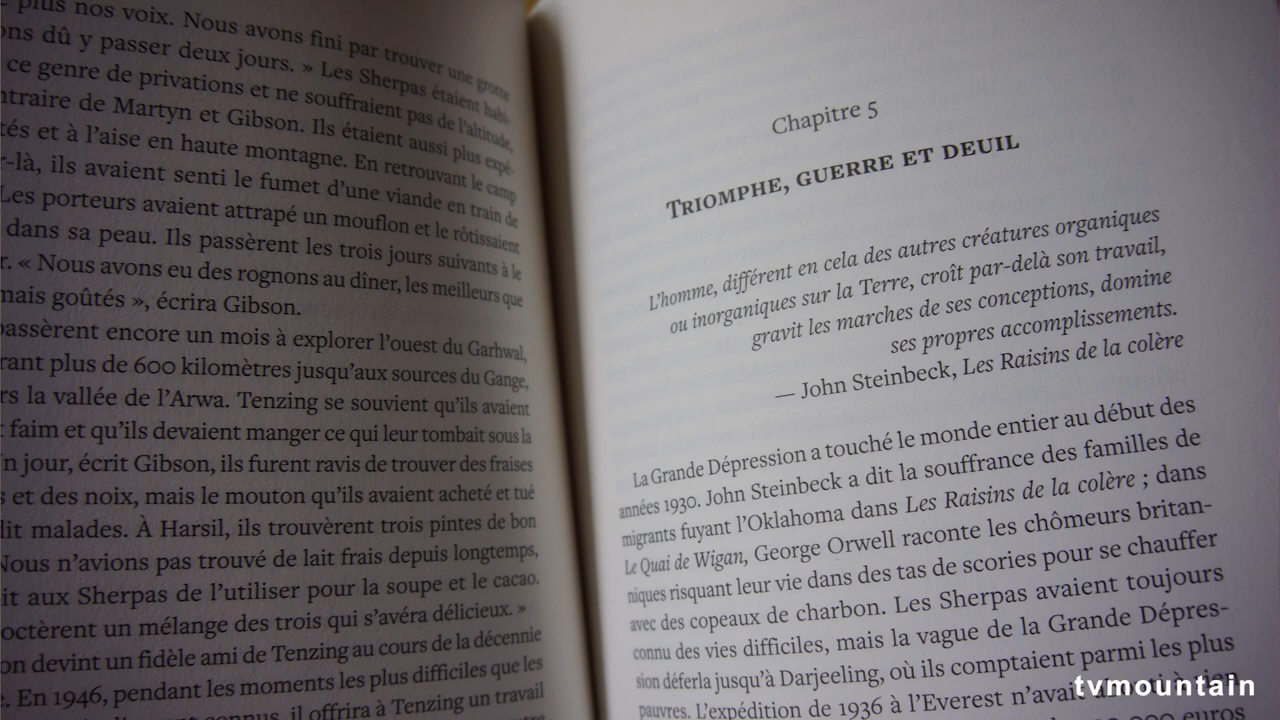 plus nos voix. Nous avons fini par trouver une grotte
ons dû y passer deux jours. » Les Sherpas étaient habi-
ce genre de privations et ne souffraient pas de l'altitude,
ntraire de Martyn et Gibson. Ils étaient aussi plus expé-
tés et à l'aise en haute montagne. En retrouvant le camp
r-là, ils avaient senti le fumet d'une viande en train de
Les porteurs avaient attrapé un mouflon et le rôtissaient
dans sa peau. Ils passèrent les trois jours suivants à le
r. « Nous avons eu des rognons au dîner, les meilleurs que
mais goûtés », écrira Gibson.
passèrent encore un mois à explorer l'ouest du Garhwal,
rant plus de 600 kilomètres jusqu'aux sources du Gange,
rs la vallée de l'Arwa. Tenzing se souvient qu'ils avaient
t faim et qu'ils devaient manger ce qui leur tombait sous la
n jour, écrit Gibson, ils furent ravis de trouver des fraises
s et des noix, mais le mouton qu'ils avaient acheté et tué
dit malades. À Harsil, ils trouvèrent trois pintes de bon
Nous n'avions pas trouvé de lait frais depuis longtemps,
it aux Sherpas de l'utiliser pour la soupe et le cacao.
octèrent un mélange des trois qui s'avéra délicieux. »
on devint un fidèle ami de Tenzing au cours de la décennie
e. En 1946, pendant les moments les plus difficiles que les
connus, il offrira à Tenzing un travail
Chapitre 5
Triomphe, guerre et deuil
L'homme, différent en cela des autres créatures organiques
ou inorganiques sur la Terre, croît par-delà son travail,
gravit les marches de ses conceptions, domine
ses propres accomplissements.
— John Steinbeck, Les Raisins de la colère
La Grande Dépression a touché le monde entier au début des
années 1930. John Steinbeck a dit la souffrance des familles de
migrants fuyant l'Oklahoma dans Les Raisins de la colère ; dans
Le Quai de Wigan, George Orwell raconte les chômeurs britan-
niques risquant leur vie dans des tas de scories pour se chauffer
avec des copeaux de charbon. Les Sherpas avaient toujours
connu des vies difficiles, mais la vague de la Grande Dépres-
sion déferla jusqu'à Darjeeling, où ils comptaient parmi les plus
pauvres. L'expédition de 1936 à l'Everest n'avait
euros
tvmountain